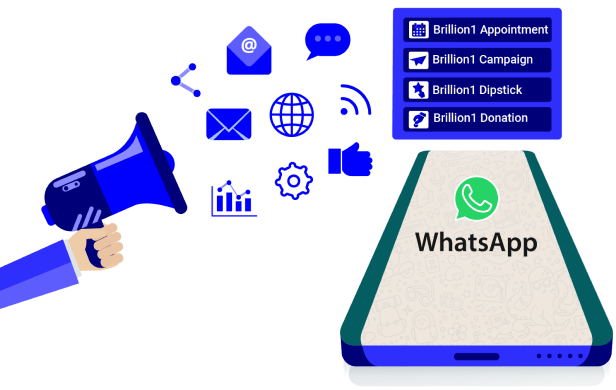 @
Brillion1 Appointment
Brillion1 Campaign
Brillion1 Dipstick
Brillion1 Donation
WhatsApp